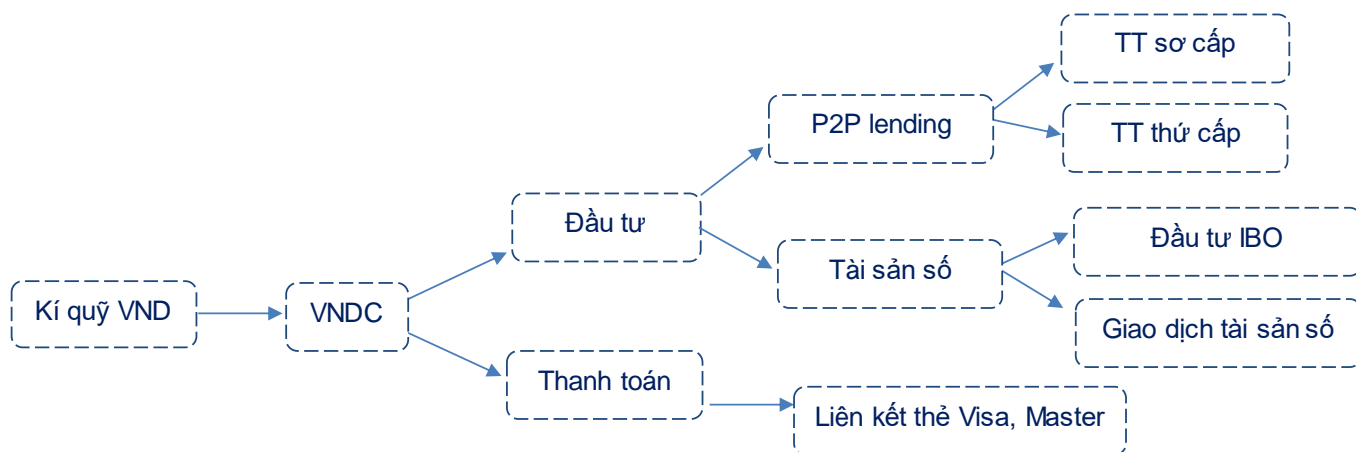 TT sơ cấp
P2P lending
TT thứ cấp
Đầu tư
Đầu tư IBO
Tài sản số
Kí quỹ VND
VNDC
Giao dịch tài sản số
Thanh toán
Liên kết thẻ Visa, Master